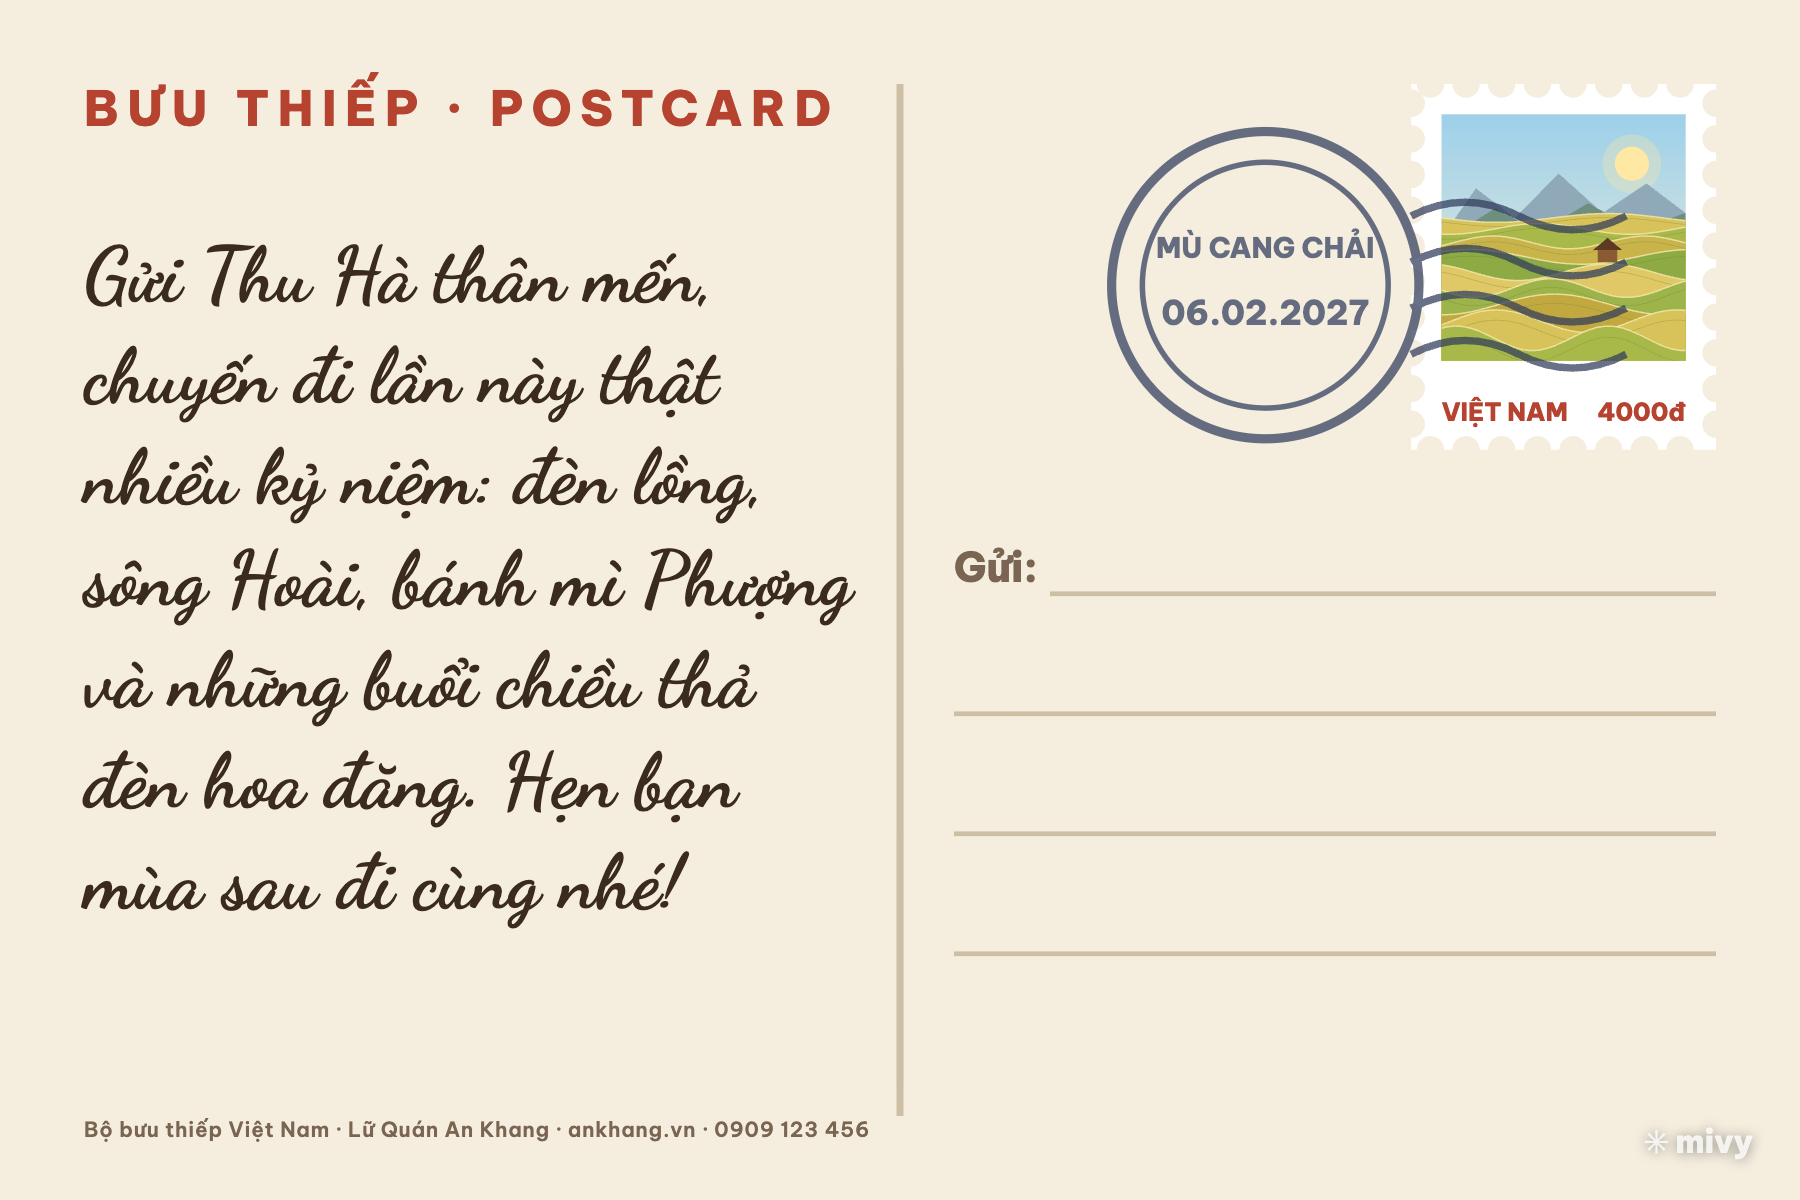 BƯU THIẾP · POSTCARD
Gửi Thu Hà thân mến,
chuyến đi lần này thật
nhiều kỷ niệm: đèn lồng,
sông Hoài, bánh mì Phượng
và những buổi chiều thả
đèn hoa đăng. Hẹn bạn
mùa sau đi cùng nhé!
Bộ bưu thiếp Việt Nam · Lữ Quán An Khang · ankhang.vn · 0909 123 456
MÙ CANG CHẢI
06.02.2027
VIỆT NAM 4000đ
Gửi:
mivy